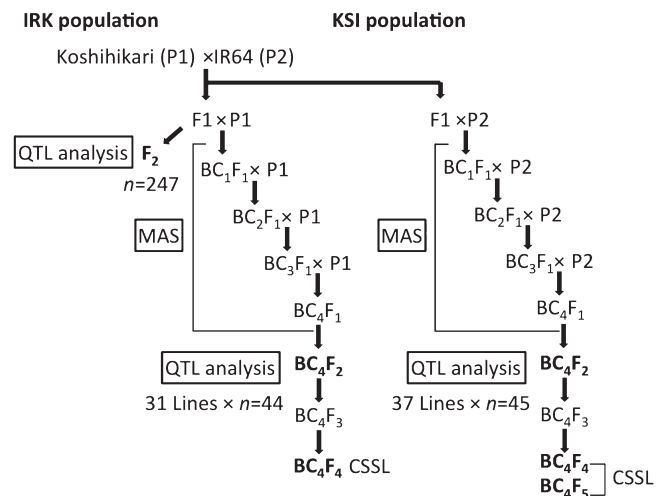 IRK population
KSI population
Koshihikari (P1) ×IR64 (P2)
F1 × P1
QTL analysis F₂
n=247
BC₁F₁× P1
BC₂F₁× P1
MAS
BC₃F₁× P1
BC₄F₁
QTL analysis BC₄F₂
31 Lines × n=44
BC₄F₃
BC₄F₄ CSSL
F1 ×P2
BC₁F₁× P2
BC₂F₁× P2
MAS
BC₃F₁× P2
BC₄F₁
QTL analysis BC₄F₂
37 Lines × n=45
BC₄F₃
BC₄F₄
CSSL
BC₄F₅